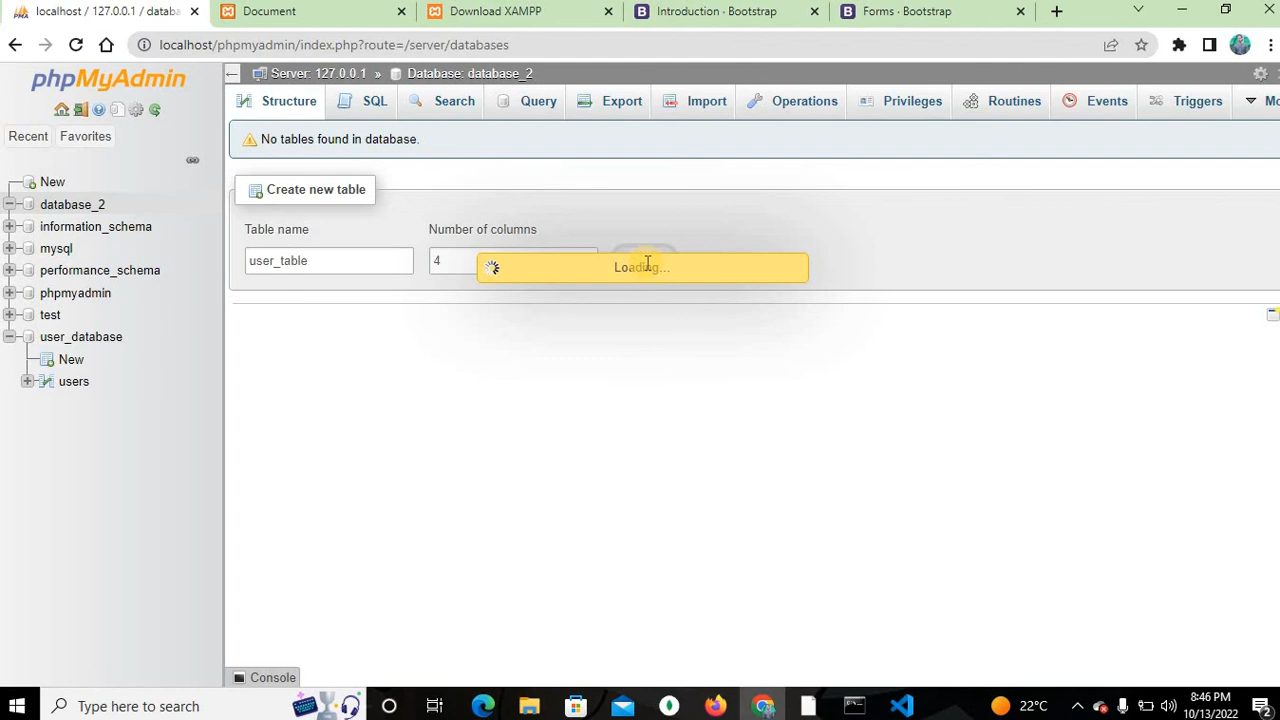 localhost / 127.0.0.1 / databa
Document
Download XAMPP
Introduction · Bootstrap
Forms · Bootstrap
localhost/phpmyadmin/index.php?route=/server/databases
phpMyAdmin
Recent
Favorites
New
database_2
information_schema
mysql
performance_schema
phpmyadmin
test
user_database
New
users
Server: 127.0.0.1 » Database: database_2
Structure
SQL
Search
Query
Export
Import
Operations
Privileges
Routines
Events
Triggers
Mo
No tables found in database.
Create new table
Table name
Number of columns
user_table
4
Loading...
Console
Type here to search
22°C
8:46 PM
10/13/2022
2